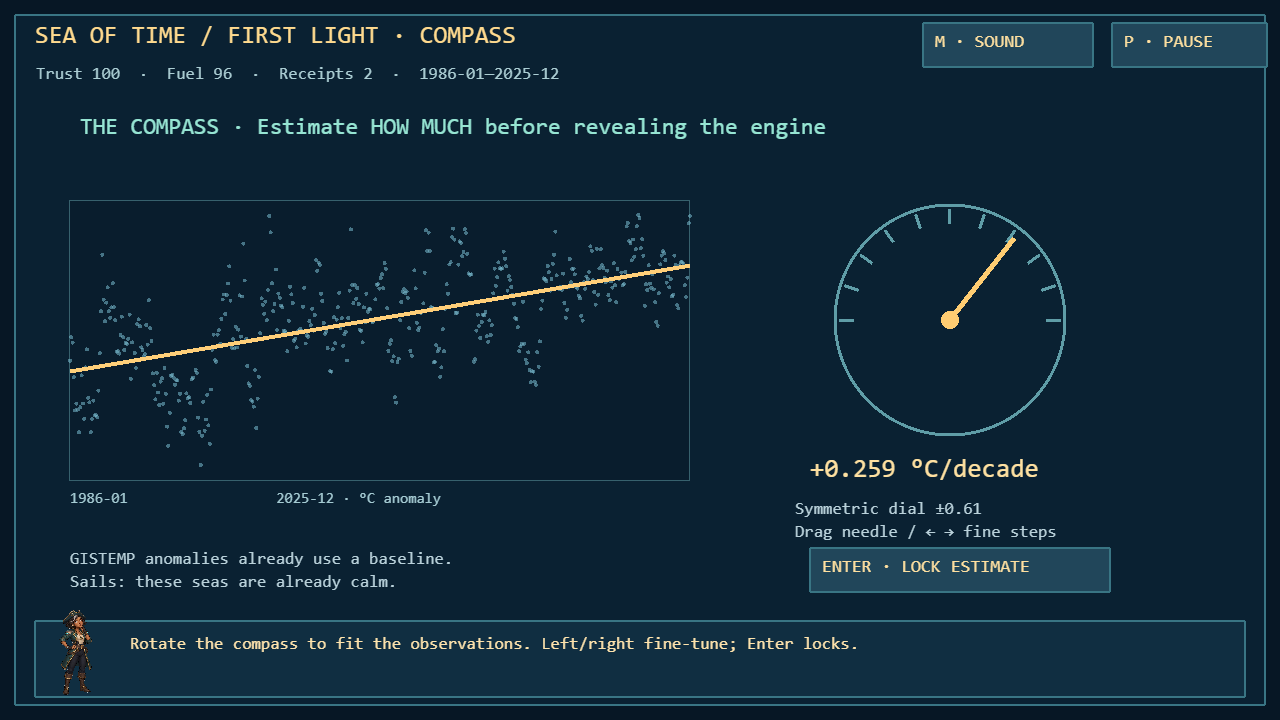 SEA OF TIME / FIRST LIGHT · COMPASS
M · SOUND
P · PAUSE
Trust 100 · Fuel 96 · Receipts 2 · 1986-01—2025-12
THE COMPASS · Estimate HOW MUCH before revealing the engine
+0.259 °C/decade
1986-01
2025-12 · °C anomaly
Symmetric dial ±0.61
Drag needle / ← → fine steps
GISTEMP anomalies already use a baseline.
Sails: these seas are already calm.
ENTER · LOCK ESTIMATE
Rotate the compass to fit the observations. Left/right fine-tune; Enter locks.